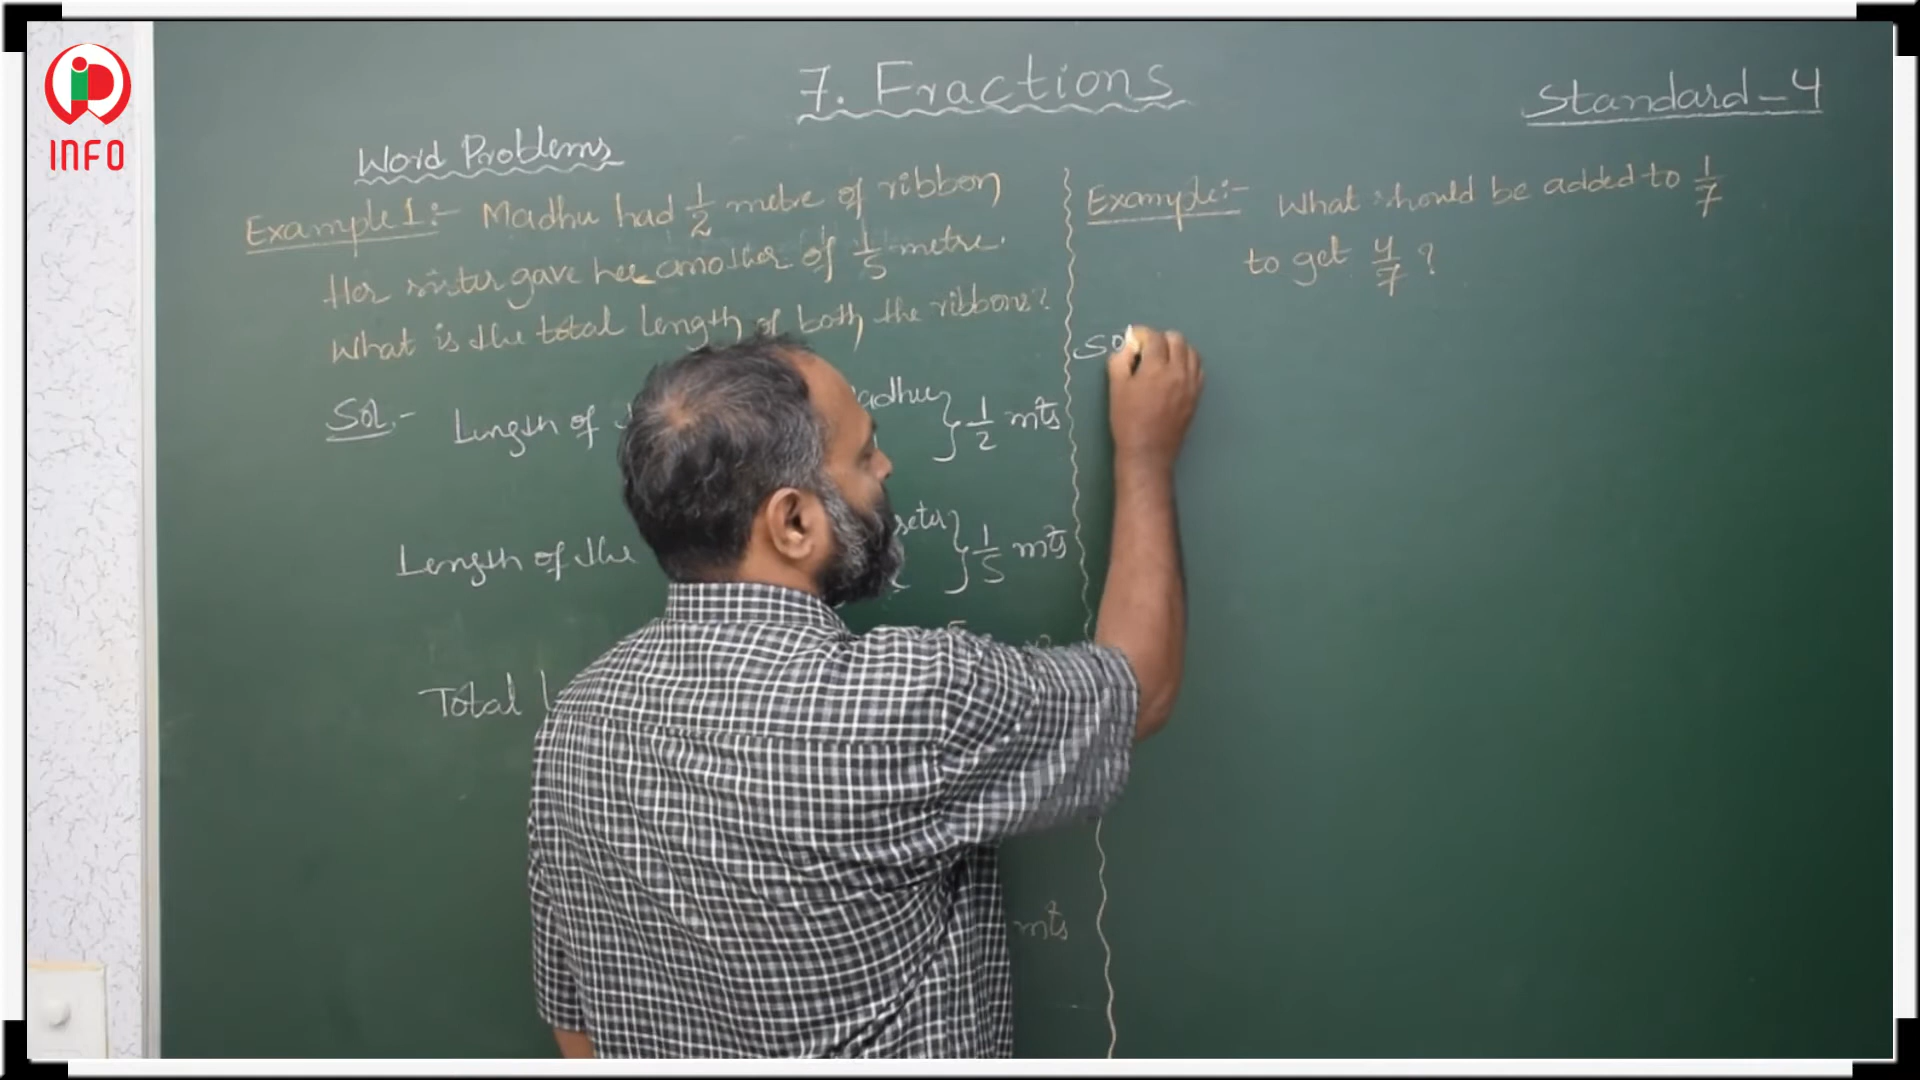 INFO
7. Fractions
Standard-4
Word Problems
Example 1:- Madhu had 1/2 metre of ribbon
Her sister gave her another of 1/5 metre.
What is the total length of both the ribbons?
Sol.- Length of adhu } 1/2 mts
Length of the } 1/5 mts
Total
mts
Example:- What should be added to 1/7
to get 4/7 ?
So